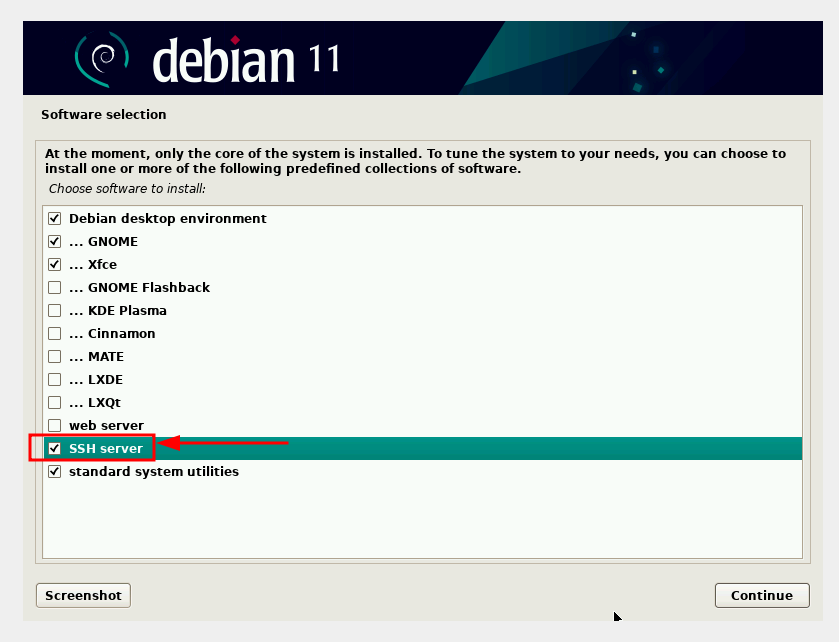 debian 11
Software selection
At the moment, only the core of the system is installed. To tune the system to your needs, you can choose to
install one or more of the following predefined collections of software.
Choose software to install:
Debian desktop environment
... GNOME
... Xfce
... GNOME Flashback
... KDE Plasma
... Cinnamon
... MATE
... LXDE
... LXQt
web server
SSH server
standard system utilities
Screenshot
Continue